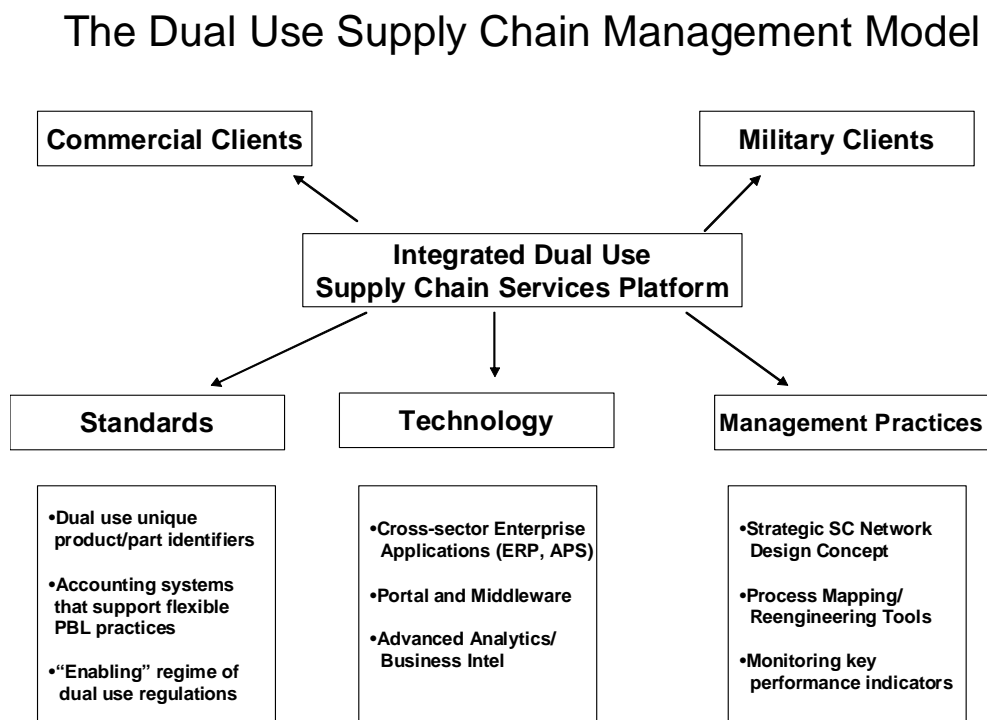 The Dual Use Supply Chain Management Model
Commercial Clients
Military Clients
Integrated Dual Use
Supply Chain Services Platform
Standards
Technology
Management Practices
•Dual use unique
product/part identifiers
•Accounting systems
that support flexible
PBL practices
•“Enabling” regime of
dual use regulations
•Cross-sector Enterprise
Applications (ERP, APS)
•Portal and Middleware
•Advanced Analytics/
Business Intel
•Strategic SC Network
Design Concept
•Process Mapping/
Reengineering Tools
•Monitoring key
performance indicators